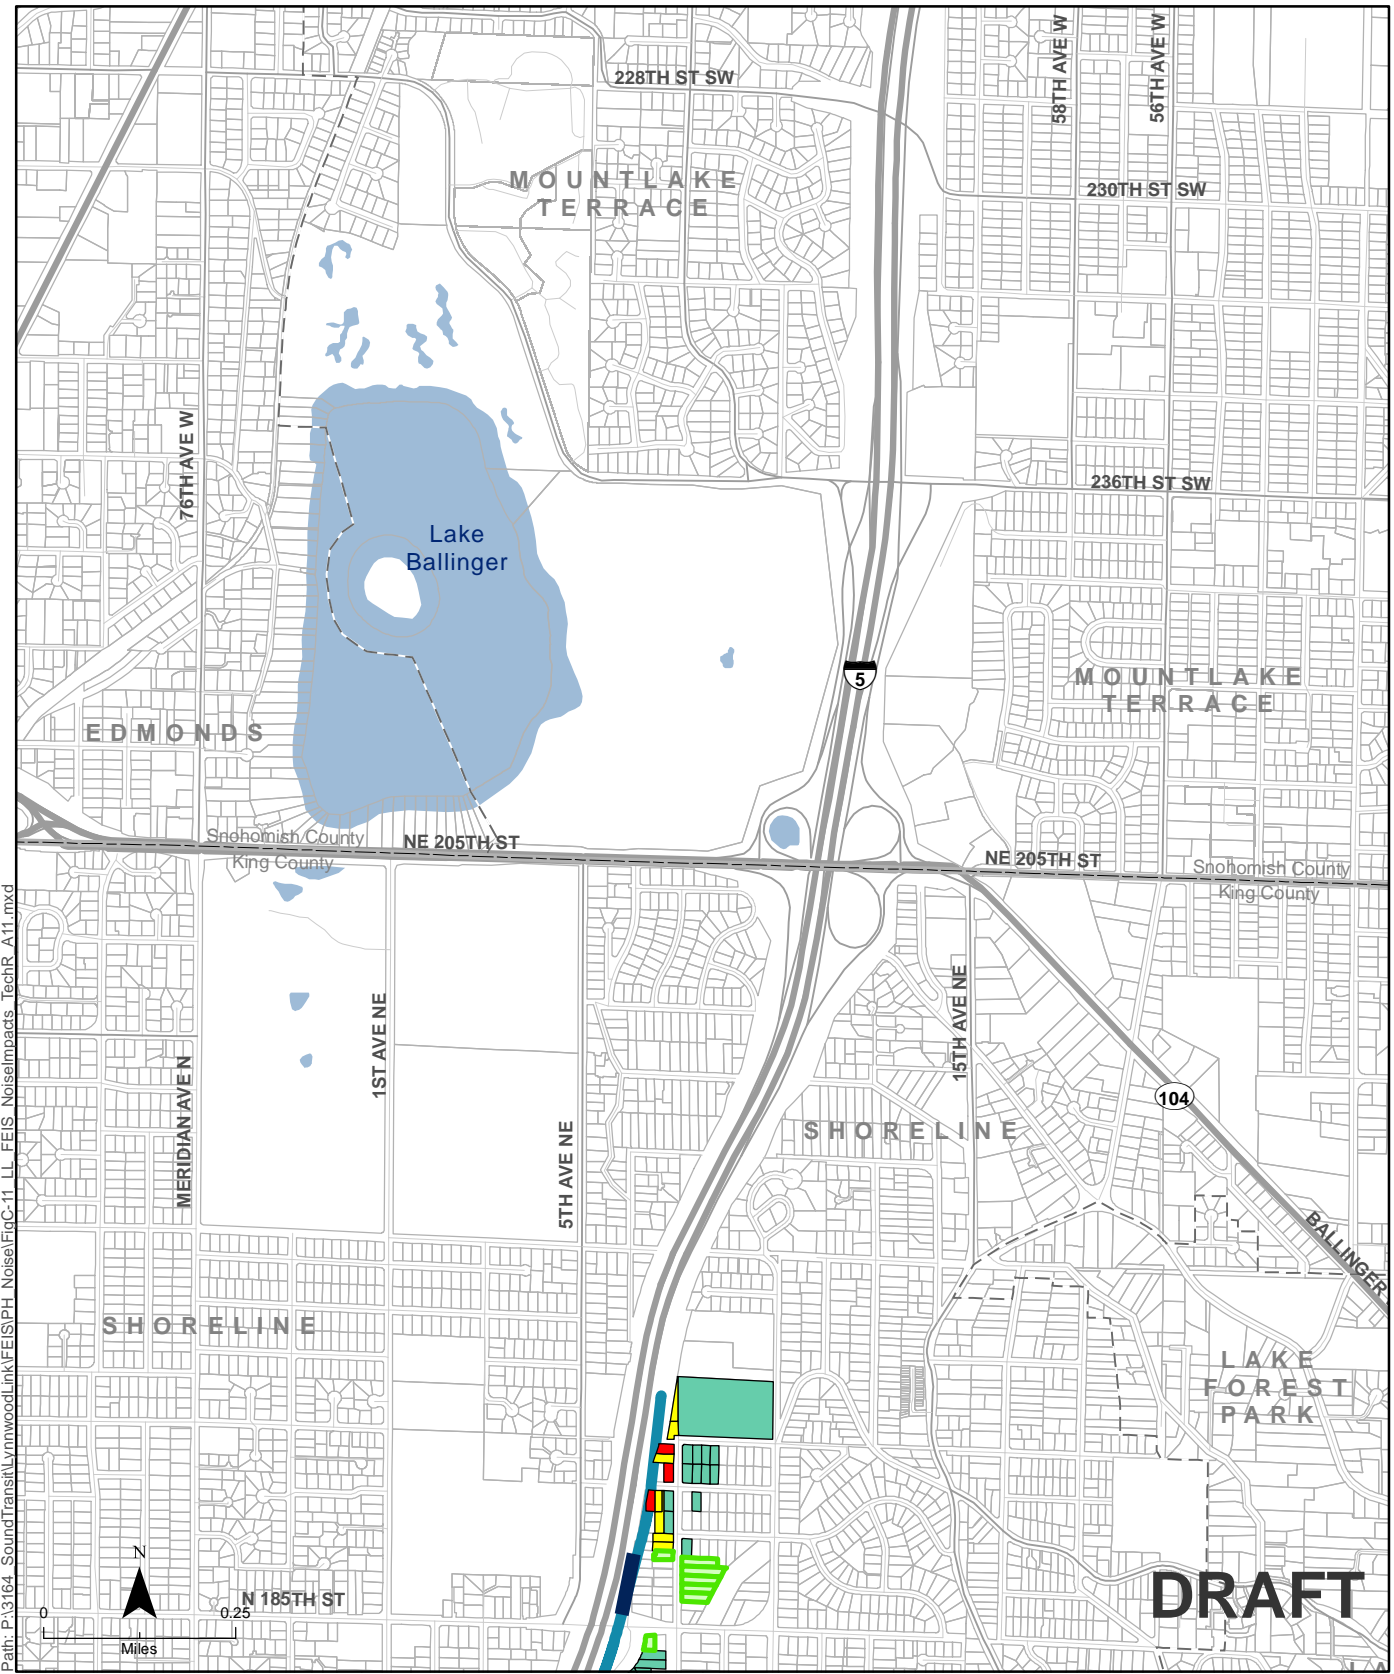 228TH ST SW
58TH AVE W
56TH AVE W
MOUNTLAKE
TERRACE
230TH ST SW
76TH AVE W
236TH ST SW
Lake
Ballinger
5
MOUNTLAKE
TERRACE
EDMONDS
Snohomish County
King County
NE 205TH ST
NE 205TH ST
Snohomish County
King County
1ST AVE NE
15TH AVE NE
MERIDIAN AVE N
104
5TH AVE NE
SHORELINE
BALLINGER
SHORELINE
LAKE
FOREST
PARK
N
DRAFT
N 185TH ST
0
0.25
Miles
Path: P:\3164_SoundTransit\LynnwoodLink\FEIS\PH_Noise\FigC-11_LL_FEIS_NoiseImpacts_TechR_A11.mxd